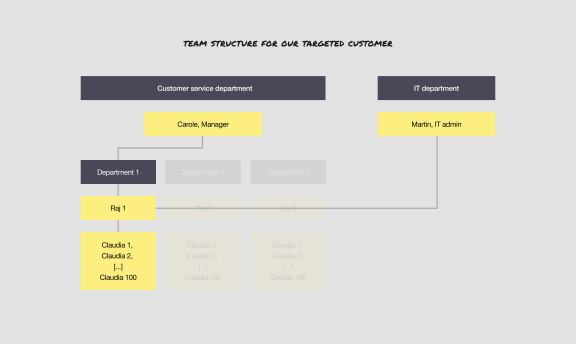 TEAM STRUCTURE FOR OUR TARGETED CUSTOMER
Customer service department
IT department
Carole, Manager
Martin, IT admin
Department 1
Department 2
Department 3
Raj 1
Raj 2
Claudia 1,
Claudia 2,
[...]
Claudia 100
Claudia 1,
Claudia 2,
[...]
Claudia 100
Claudia 1,
Claudia 2,
[...]
Claudia 100